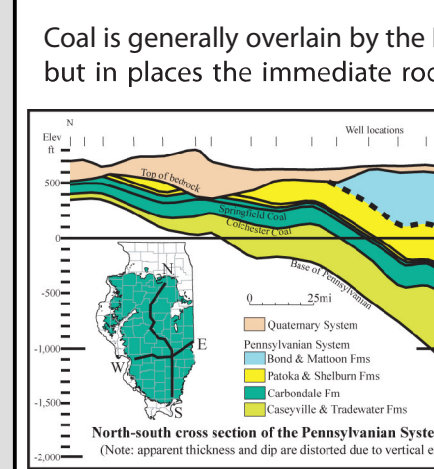 Coal is generally overlain by the
but in places the immediate
N
Well locations
Elev
ft
Top of bedrock
500
Springfield Coal
Colchester Coal
0
Base of Pennsylvanian
N
-500
0 25mi
Quaternary System
Pennsylvanian System
E
-1,000
Bond & Mattoon Fms
W
Patoka & Shelburn Fms
Carbondale Fm
-1,500
Caseyville & Tradewater Fms
S
North-south cross section of the Pennsylvanian
(Note: apparent thickness and dip are distorted due to vertical
-2,000